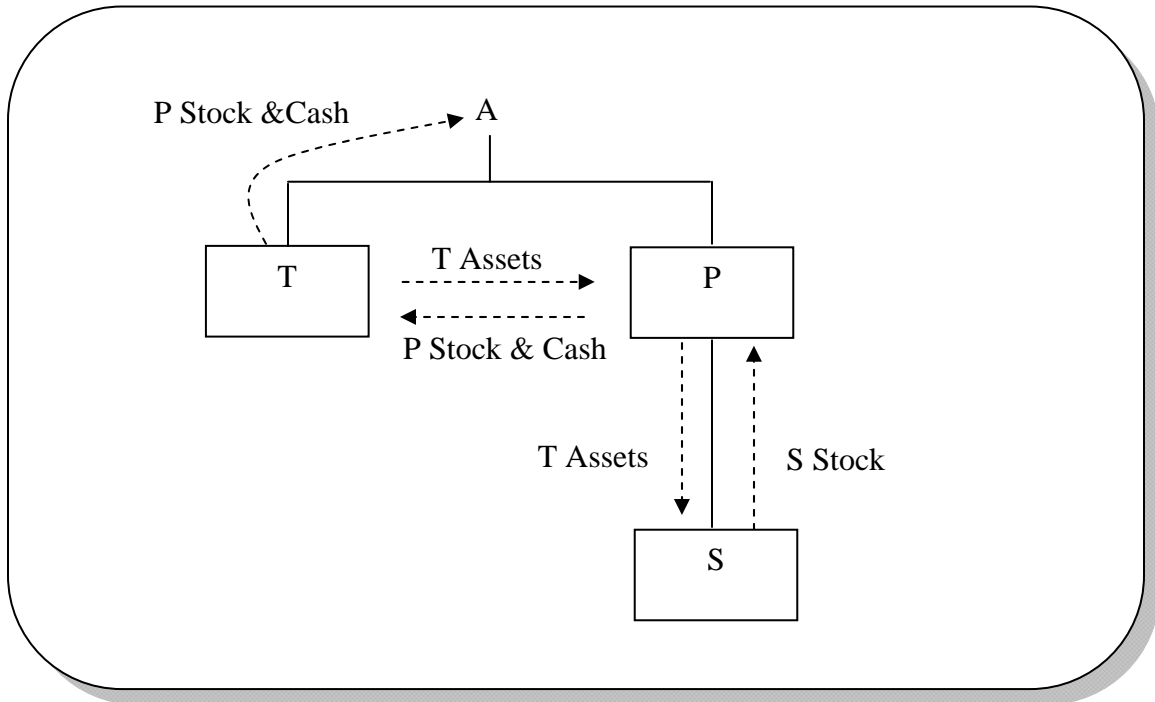 A
P Stock &Cash
T
P
T Assets
P Stock & Cash
T Assets
S Stock
S